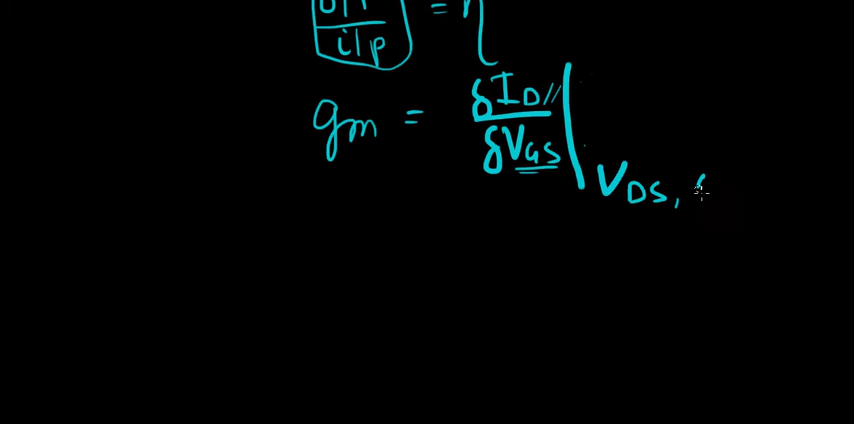 i/p = η
gm = δID// / δVGS | VDS,